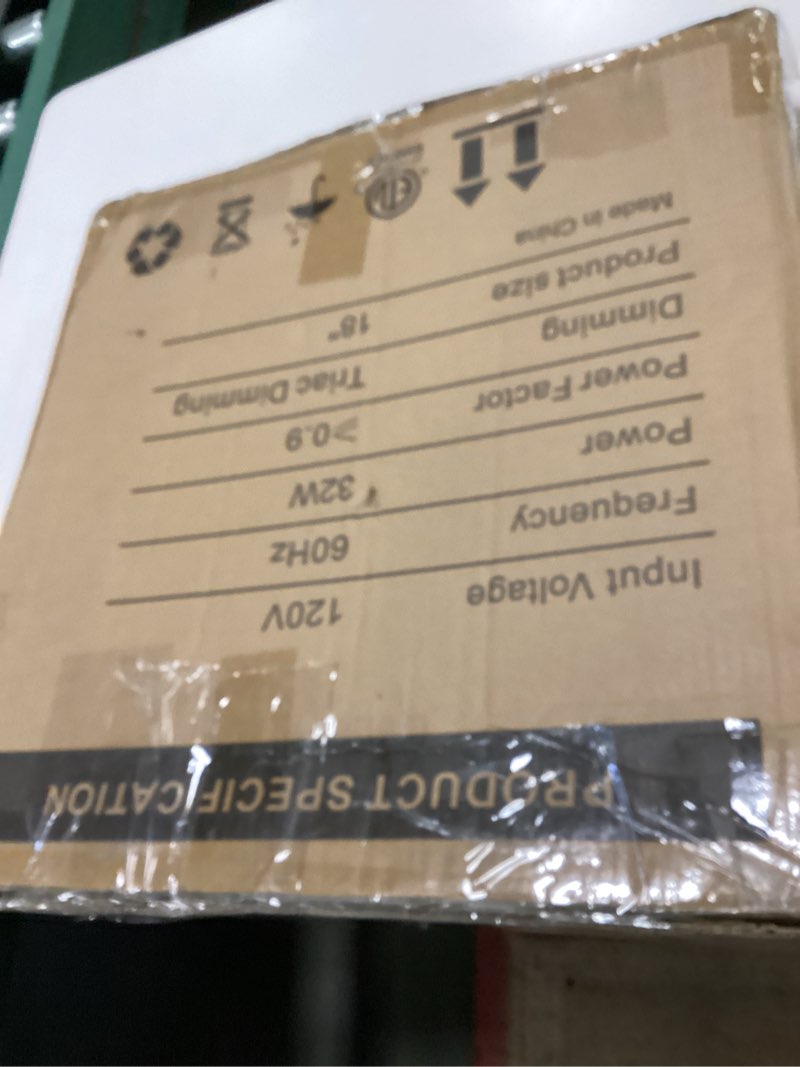 PRODUCT SPECIFICATION
Input Voltage 120V
Frequency 60Hz
Power 32W
Power Factor ≥0.9
Dimming Triac Dimming
Product size 18"
Made in China
ETL